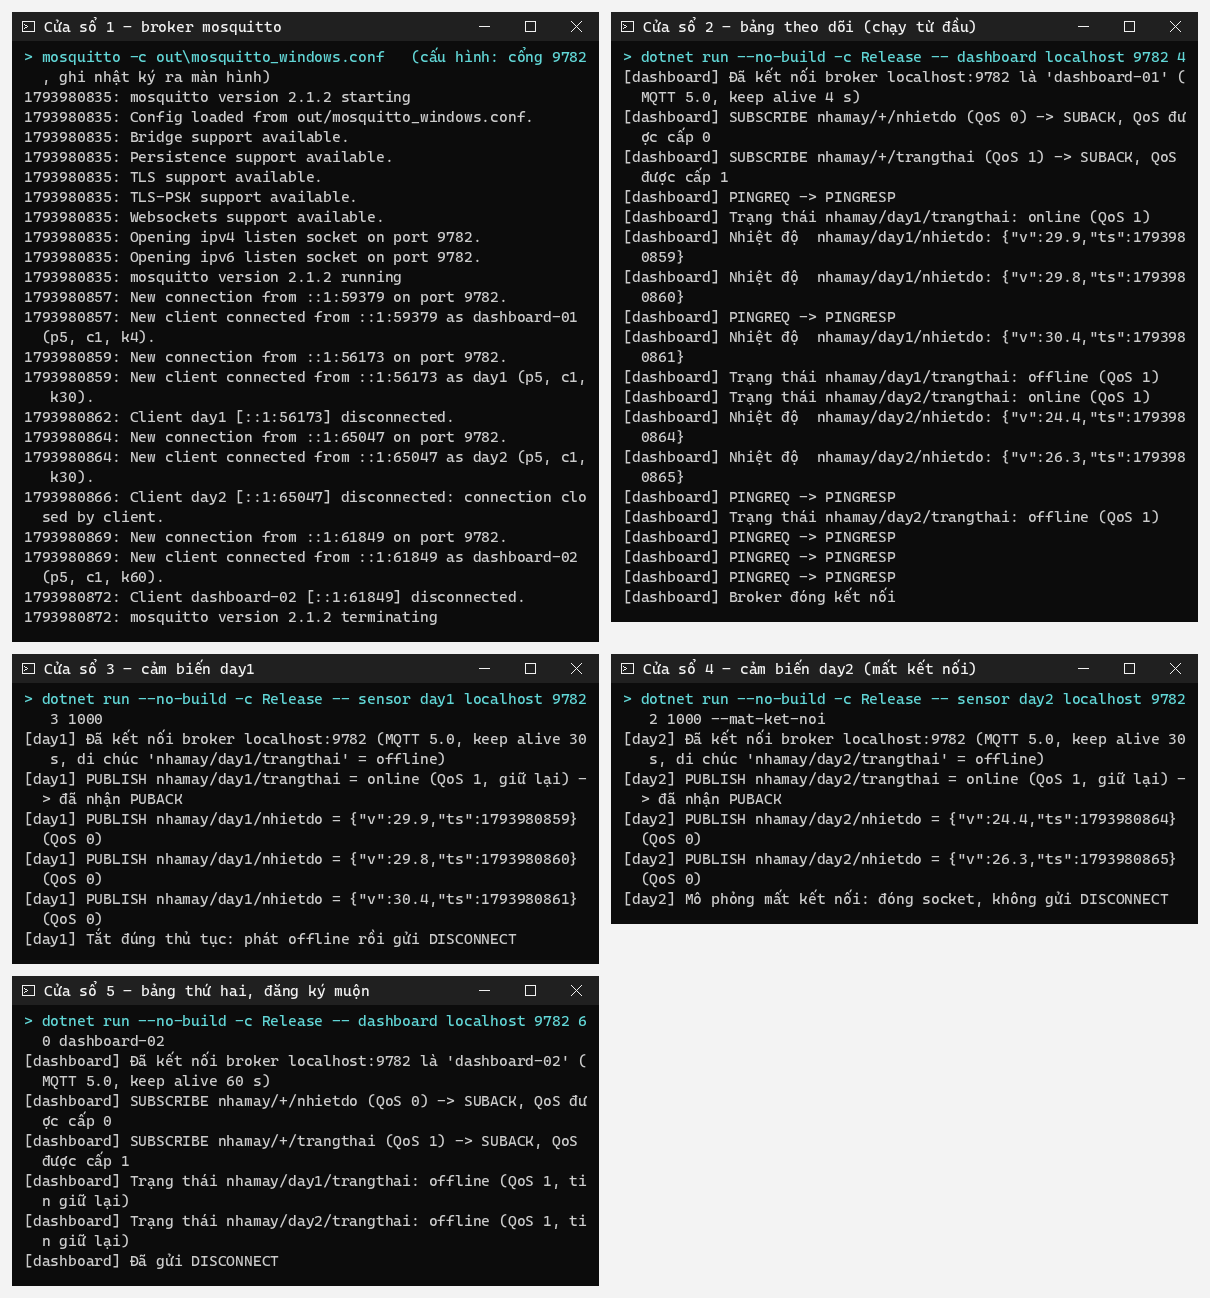 Cửa sổ 1 – broker mosquitto
> mosquitto -c out\mosquitto_windows.conf   (cấu hình: cổng 9782
, ghi nhật ký ra màn hình)
1793980835: mosquitto version 2.1.2 starting
1793980835: Config loaded from out/mosquitto_windows.conf.
1793980835: Bridge support available.
1793980835: Persistence support available.
1793980835: TLS support available.
1793980835: TLS-PSK support available.
1793980835: Websockets support available.
1793980835: Opening ipv4 listen socket on port 9782.
1793980835: Opening ipv6 listen socket on port 9782.
1793980835: mosquitto version 2.1.2 running
1793980857: New connection from ::1:59379 on port 9782.
1793980857: New client connected from ::1:59379 as dashboard-01
(p5, c1, k4).
1793980859: New connection from ::1:56173 on port 9782.
1793980859: New client connected from ::1:56173 as day1 (p5, c1,
k30).
1793980862: Client day1 [::1:56173] disconnected.
1793980864: New connection from ::1:65047 on port 9782.
1793980864: New client connected from ::1:65047 as day2 (p5, c1,
k30).
1793980866: Client day2 [::1:65047] disconnected: connection clo
sed by client.
1793980869: New connection from ::1:61849 on port 9782.
1793980869: New client connected from ::1:61849 as dashboard-02
(p5, c1, k60).
1793980872: Client dashboard-02 [::1:61849] disconnected.
1793980872: mosquitto version 2.1.2 terminating
Cửa sổ 2 – bảng theo dõi (chạy từ đầu)
> dotnet run --no-build -c Release -- dashboard localhost 9782 4
[dashboard] Đã kết nối broker localhost:9782 là 'dashboard-01' (
MQTT 5.0, keep alive 4 s)
[dashboard] SUBSCRIBE nhamay/+/nhietdo (QoS 0) -> SUBACK, QoS đư
ợc cấp 0
[dashboard] SUBSCRIBE nhamay/+/trangthai (QoS 1) -> SUBACK, QoS
được cấp 1
[dashboard] PINGREQ -> PINGRESP
[dashboard] Trạng thái nhamay/day1/trangthai: online (QoS 1)
[dashboard] Nhiệt độ  nhamay/day1/nhietdo: {"v":29.9,"ts":179398
0859}
[dashboard] Nhiệt độ  nhamay/day1/nhietdo: {"v":29.8,"ts":179398
0860}
[dashboard] PINGREQ -> PINGRESP
[dashboard] Nhiệt độ  nhamay/day1/nhietdo: {"v":30.4,"ts":179398
0861}
[dashboard] Trạng thái nhamay/day1/trangthai: offline (QoS 1)
[dashboard] Trạng thái nhamay/day2/trangthai: online (QoS 1)
[dashboard] Nhiệt độ  nhamay/day2/nhietdo: {"v":24.4,"ts":179398
0864}
[dashboard] Nhiệt độ  nhamay/day2/nhietdo: {"v":26.3,"ts":179398
0865}
[dashboard] PINGREQ -> PINGRESP
[dashboard] Trạng thái nhamay/day2/trangthai: offline (QoS 1)
[dashboard] PINGREQ -> PINGRESP
[dashboard] PINGREQ -> PINGRESP
[dashboard] PINGREQ -> PINGRESP
[dashboard] Broker đóng kết nối
Cửa sổ 3 – cảm biến day1
> dotnet run --no-build -c Release -- sensor day1 localhost 9782
3 1000
[day1] Đã kết nối broker localhost:9782 (MQTT 5.0, keep alive 30
s, di chúc 'nhamay/day1/trangthai' = offline)
[day1] PUBLISH nhamay/day1/trangthai = online (QoS 1, giữ lại) -
> đã nhận PUBACK
[day1] PUBLISH nhamay/day1/nhietdo = {"v":29.9,"ts":1793980859}
(QoS 0)
[day1] PUBLISH nhamay/day1/nhietdo = {"v":29.8,"ts":1793980860}
(QoS 0)
[day1] PUBLISH nhamay/day1/nhietdo = {"v":30.4,"ts":1793980861}
(QoS 0)
[day1] Tắt đúng thủ tục: phát offline rồi gửi DISCONNECT
Cửa sổ 4 – cảm biến day2 (mất kết nối)
> dotnet run --no-build -c Release -- sensor day2 localhost 9782
2 1000 --mat-ket-noi
[day2] Đã kết nối broker localhost:9782 (MQTT 5.0, keep alive 30
s, di chúc 'nhamay/day2/trangthai' = offline)
[day2] PUBLISH nhamay/day2/trangthai = online (QoS 1, giữ lại) -
> đã nhận PUBACK
[day2] PUBLISH nhamay/day2/nhietdo = {"v":24.4,"ts":1793980864}
(QoS 0)
[day2] PUBLISH nhamay/day2/nhietdo = {"v":26.3,"ts":1793980865}
(QoS 0)
[day2] Mô phỏng mất kết nối: đóng socket, không gửi DISCONNECT
Cửa sổ 5 – bảng thứ hai, đăng ký muộn
> dotnet run --no-build -c Release -- dashboard localhost 9782 6
0 dashboard-02
[dashboard] Đã kết nối broker localhost:9782 là 'dashboard-02' (
MQTT 5.0, keep alive 60 s)
[dashboard] SUBSCRIBE nhamay/+/nhietdo (QoS 0) -> SUBACK, QoS đư
ợc cấp 0
[dashboard] SUBSCRIBE nhamay/+/trangthai (QoS 1) -> SUBACK, QoS
được cấp 1
[dashboard] Trạng thái nhamay/day1/trangthai: offline (QoS 1, ti
n giữ lại)
[dashboard] Trạng thái nhamay/day2/trangthai: offline (QoS 1, ti
n giữ lại)
[dashboard] Đã gửi DISCONNECT